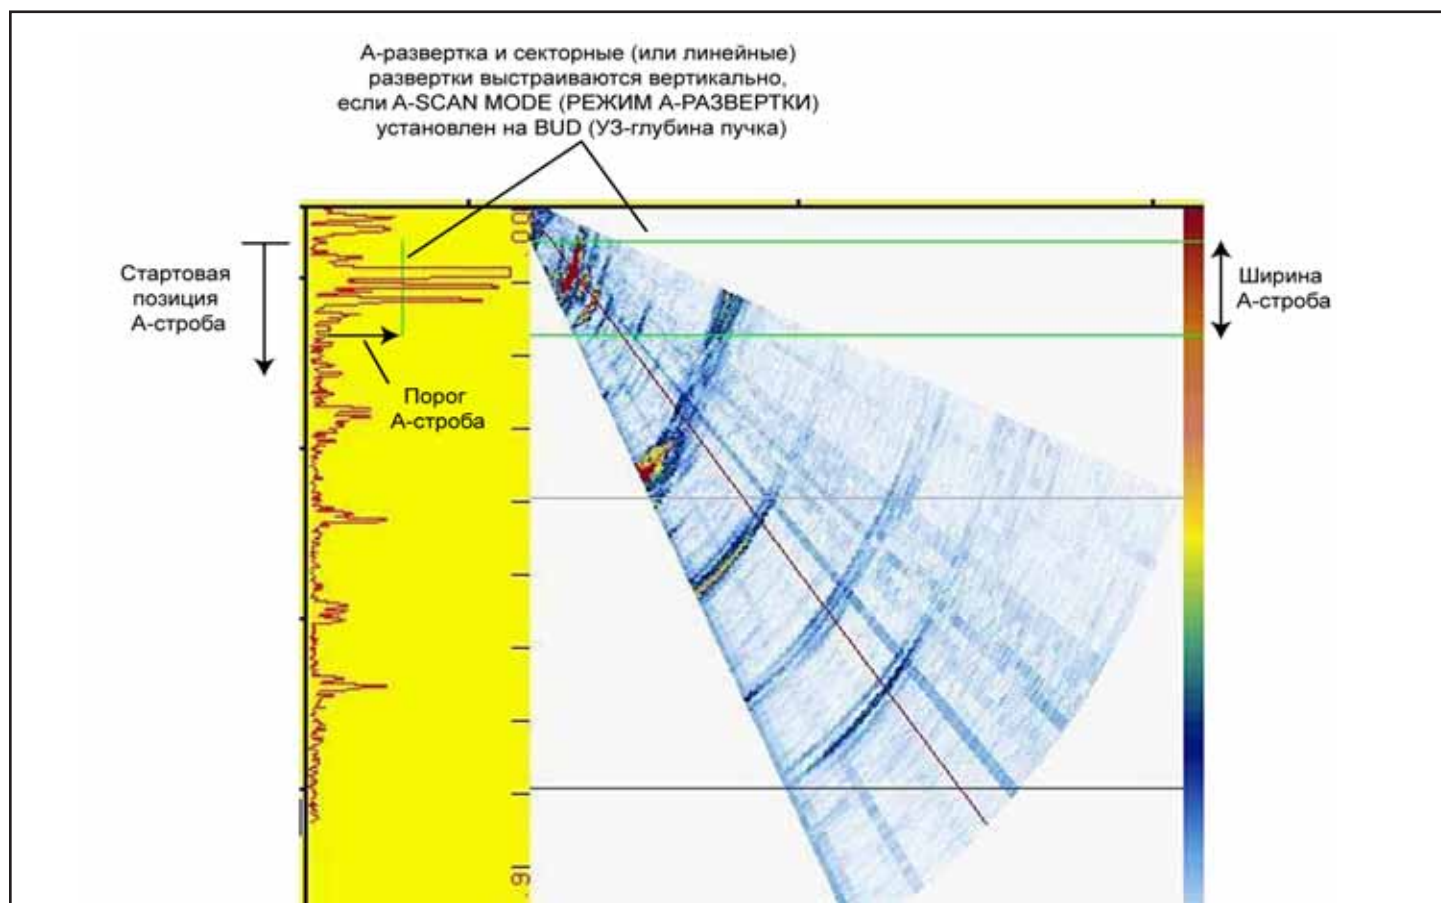 А-развертка и секторные (или линейные)
развертки выстраиваются вертикально,
если A-SCAN MODE (РЕЖИМ А-РАЗВЕРТКИ)
установлен на BUD (УЗ-глубина пучка)
Стартовая
позиция
А-строба
Порог
А-строба
Ширина
А-строба